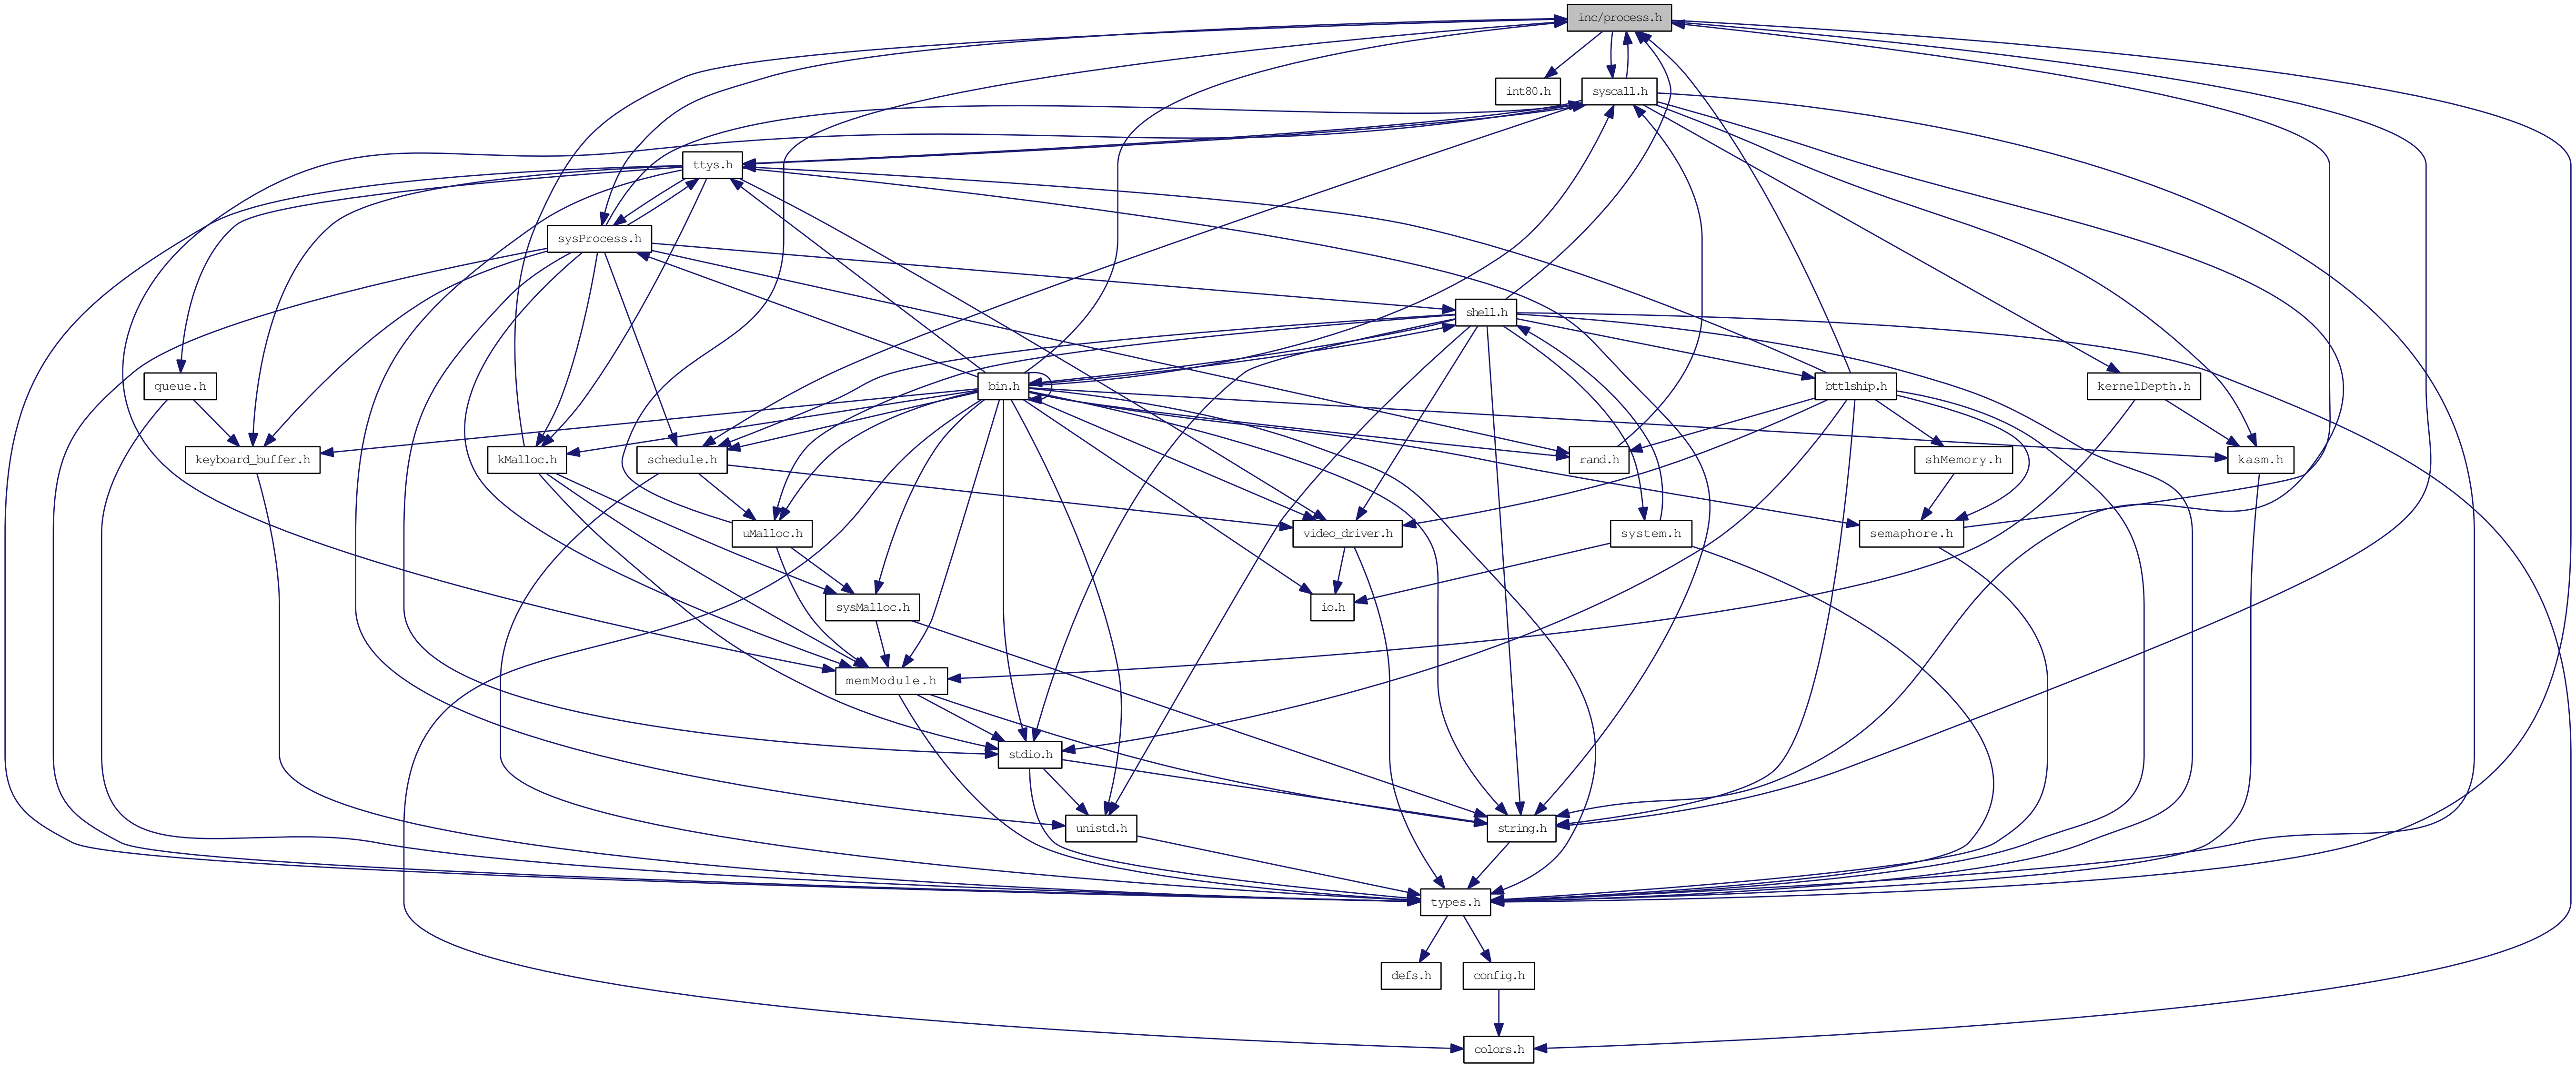 inc/process.h
int80.h
syscall.h
ttys.h
sysProcess.h
shell.h
queue.h
bin.h
bttlship.h
kernelDepth.h
keyboard_buffer.h
kMalloc.h
schedule.h
rand.h
shMemory.h
kasm.h
uMalloc.h
video_driver.h
system.h
semaphore.h
sysMalloc.h
io.h
memModule.h
stdio.h
unistd.h
string.h
types.h
defs.h
config.h
colors.h